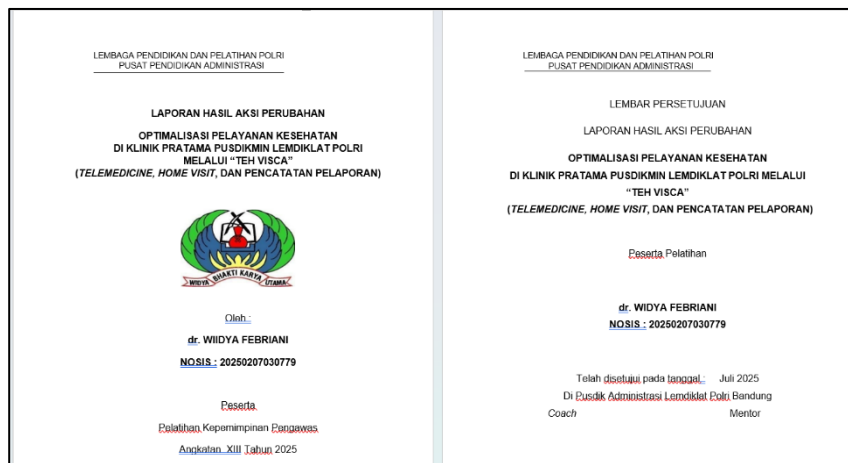 LEMBAGA PENDIDIKAN DAN PELATIHAN POLRI
PUSAT PENDIDIKAN ADMINISTRASI
LAPORAN HASIL AKSI PERUBAHAN
OPTIMALISASI PELAYANAN KESEHATAN
DI KLINIK PRATAMA PUSDIKMIN LEMDIKLAT POLRI
MELALUI “TEH VISCA”
(TELEMEDICINE, HOME VISIT, DAN PENCATATAN PELAPORAN)
WIDYA BHAKTI KARYA UTAMA
Olah :
dr. WIIDYA FEBRIANI
NOSIS : 20250207030779
Peserta
Pelatihan Kepemimpinan Pengawas
Angkatan XIII Tahun 2025
LEMBAGA PENDIDIKAN DAN PELATIHAN POLRI
PUSAT PENDIDIKAN ADMINISTRASI
LEMBAR PERSETUJUAN
LAPORAN HASIL AKSI PERUBAHAN
OPTIMALISASI PELAYANAN KESEHATAN
DI KLINIK PRATAMA PUSDIKMIN LEMDIKLAT POLRI MELALUI
“TEH VISCA”
(TELEMEDICINE, HOME VISIT, DAN PENCATATAN PELAPORAN)
Peserta Pelatihan
dr. WIDYA FEBRIANI
NOSIS : 20250207030779
Telah disetujui pada tanggal : Juli 2025
Di Pusdik Administrasi Lemdiklat Polri Bandung
Coach Mentor